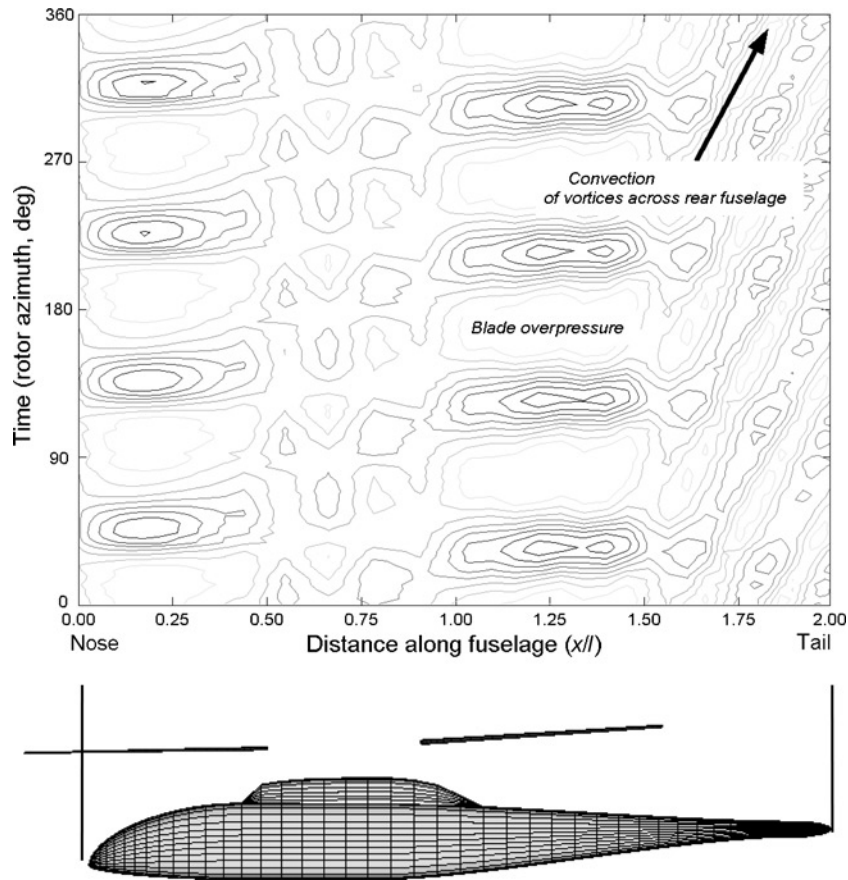 360
270
180
90
0
Time (rotor azimuth, deg)
Convection
of vortices across rear fuselage
Blade overpressure
0.00 0.25 0.50 0.75 1.00 1.25 1.50 1.75 2.00
Nose Distance along fuselage (x/l) Tail